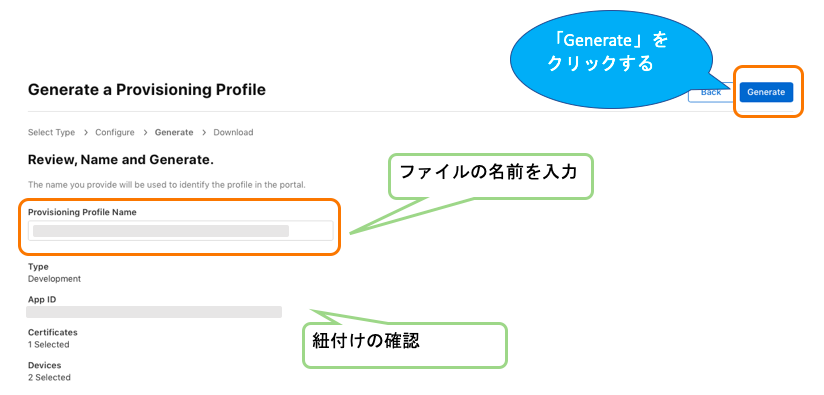 「Generate」を
クリックする
Generate a Provisioning Profile
Back
Generate
Select Type > Configure > Generate > Download
Review, Name and Generate.
The name you provide will be used to identify the profile in the portal.
ファイルの名前を入力
Provisioning Profile Name
Type
Development
App ID
紐付けの確認
Certificates
1 Selected
Devices
2 Selected